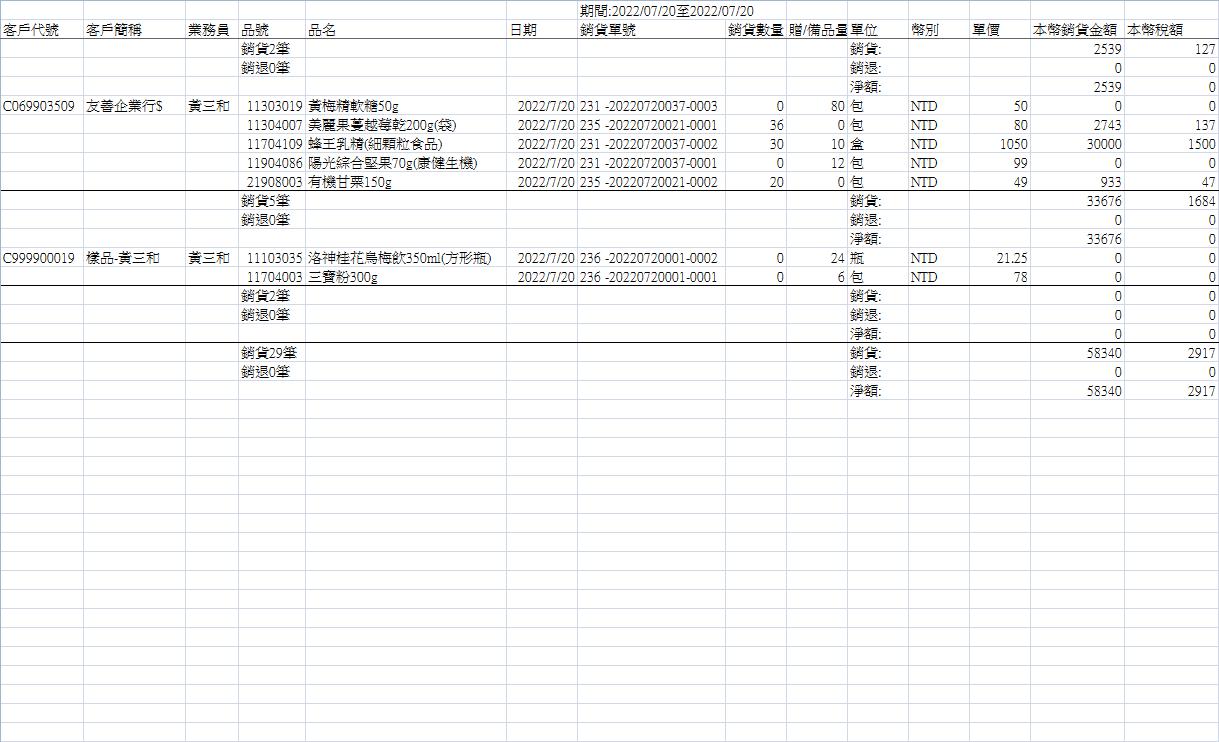 期間:2022/07/20至2022/07/20
客戶代號 客戶簡稱 業務員 品號 品名 日期 銷貨單號 銷貨數量 贈/備品量 單位 幣別 單價 本幣銷貨金額 本幣稅額
銷貨2筆 銷貨: 2539 127
銷退0筆 銷退: 0 0
淨額: 2539 0
C069903509 友善企業行$ 黃三和 11303019 黃梅精軟糖50g 2022/7/20 231 -20220720037-0003 0 80 包 NTD 50 0 0
11304007 美麗果蔓越莓乾200g(袋) 2022/7/20 235 -20220720021-0001 36 0 包 NTD 80 2743 137
11704109 蜂王乳精(細顆粒食品) 2022/7/20 231 -20220720037-0002 30 10 盒 NTD 1050 30000 1500
11904086 陽光綜合堅果70g(康健生機) 2022/7/20 231 -20220720037-0001 0 12 包 NTD 99 0 0
21908003 有機甘栗150g 2022/7/20 235 -20220720021-0002 20 0 包 NTD 49 933 47
銷貨5筆 銷貨: 33676 1684
銷退0筆 銷退: 0 0
淨額: 33676 0
C999900019 樣品-黃三和 黃三和 11103035 洛神桂花烏梅飲350ml(方形瓶) 2022/7/20 236 -20220720001-0002 0 24 瓶 NTD 21.25 0 0
11704003 三寶粉300g 2022/7/20 236 -20220720001-0001 0 6 包 NTD 78 0 0
銷貨2筆 銷貨: 0 0
銷退0筆 銷退: 0 0
淨額: 0 0
銷貨29筆 銷貨: 58340 2917
銷退0筆 銷退: 0 0
淨額: 58340 2917